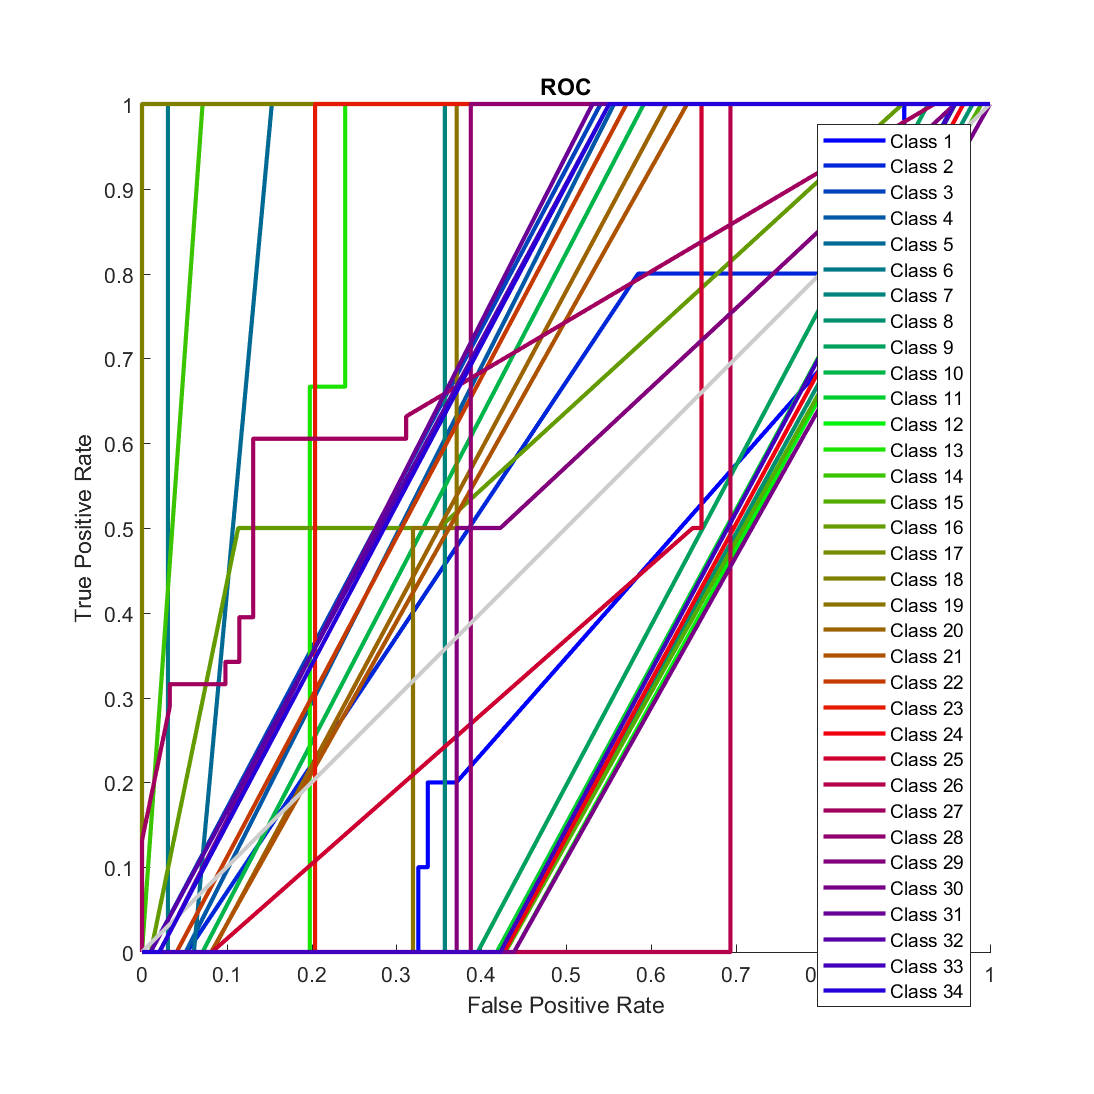 ROC
True Positive Rate
1
0.9
0.8
0.7
0.6
0.5
0.4
0.3
0.2
0.1
0
0
0.1
0.2
0.3
0.4
0.5
0.6
0.7
0
1
False Positive Rate
Class 1
Class 2
Class 3
Class 4
Class 5
Class 6
Class 7
Class 8
Class 9
Class 10
Class 11
Class 12
Class 13
Class 14
Class 15
Class 16
Class 17
Class 18
Class 19
Class 20
Class 21
Class 22
Class 23
Class 24
Class 25
Class 26
Class 27
Class 28
Class 29
Class 30
Class 31
Class 32
Class 33
Class 34